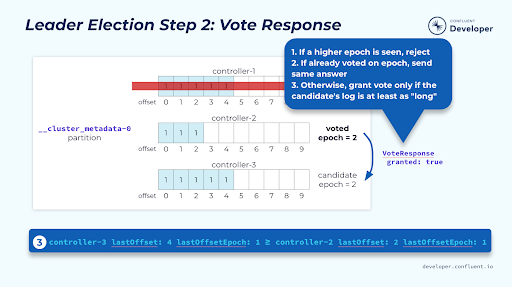 Leader Election Step 2: Vote Response
CONFLUENT
Developer
1. If a higher epoch is seen, reject
2. If already voted on epoch, send
same answer
3. Otherwise, grant vote only if the
candidate's log is at least as "long"
controller-1
1 1 1 1 1
offset 0 1 2 3 4
controller-2
__cluster_metadata-0
partition
1 1 1
voted
epoch = 2
offset 0 1 2 3 4 5 6 7 8 9
VoteResponse
granted: true
controller-3
1 1 1 1 1
candidate
epoch = 2
offset 0 1 2 3 4 5 6 7 8 9
3 controller-3 lastOffset: 4 lastOffsetEpoch: 1 ≥ controller-2 lastOffset: 2 lastOffsetEpoch: 1
developer.confluent.io